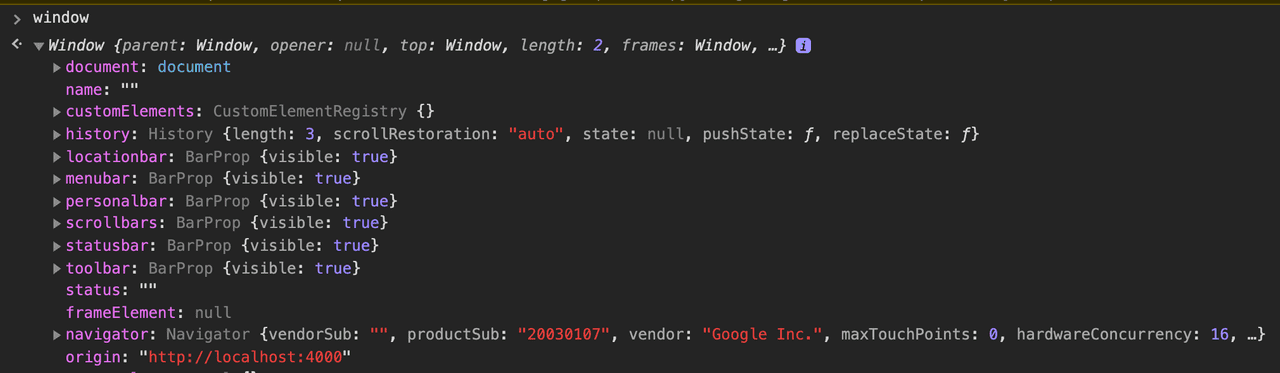 > window
Window {parent: Window, opener: null, top: Window, length: 2, frames: Window, …} i
document: document
name: ""
customElements: CustomElementRegistry {}
history: History {length: 3, scrollRestoration: "auto", state: null, pushState: ƒ, replaceState: ƒ}
locationbar: BarProp {visible: true}
menubar: BarProp {visible: true}
personalbar: BarProp {visible: true}
scrollbars: BarProp {visible: true}
statusbar: BarProp {visible: true}
toolbar: BarProp {visible: true}
status: ""
frameElement: null
navigator: Navigator {vendorSub: "", productSub: "20030107", vendor: "Google Inc.", maxTouchPoints: 0, hardwareConcurrency: 16, …}
origin: "http://localhost:4000"